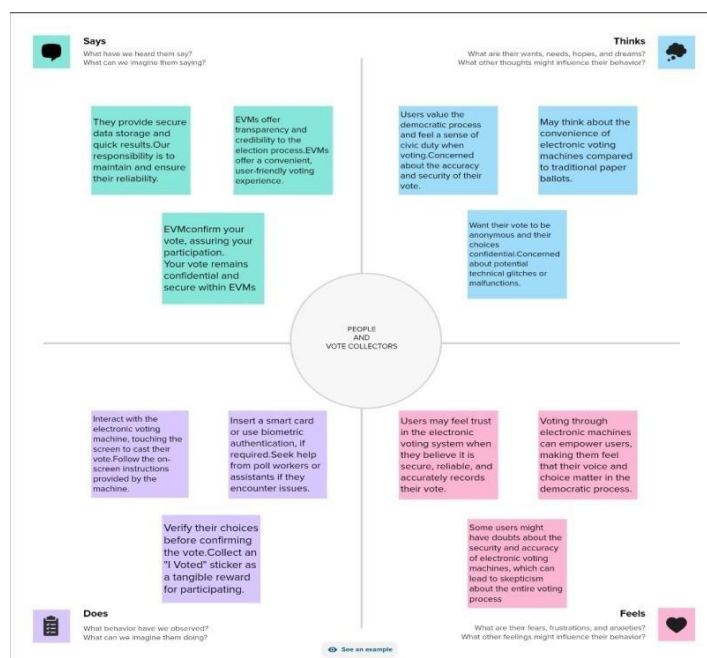 Says
What have we heard them say?
What can we imagine them saying?
They provide secure
data storage and
quick results.Our
responsibility is to
maintain and ensure
their reliability.
EVMs offer
transparency and
credibility to the
election process.EVMs
offer a convenient,
user-friendly voting
experience.
EVMconfirm your
vote, assuring your
participation.
Your vote remains
confidential and
secure within EVMs
Thinks
What are their wants, needs, hopes, and dreams?
What other thoughts might influence their behavior?
Users value the
democratic process
and feel a sense of
civic duty when
voting.Concerned
about the accuracy
and security of their
vote.
May think about the
convenience of
electronic voting
machines compared
to traditional paper
ballots.
Want their vote to be
anonymous and their
choices
confidential.Concerned
about potential
technical glitches or
malfunctions.
PEOPLE
AND
VOTE COLLECTORS
Interact with the
electronic voting
machine, touching the
screen to cast their
vote.Follow the on-
screen instructions
provided by the
machine.
Insert a smart card
or use biometric
authentication, if
required.Seek help
from poll workers or
assistants if they
encounter issues.
Verify their choices
before confirming
the vote.Collect an
"I Voted" sticker as
a tangible reward
for participating.
Does
What behavior have we observed?
What can we imagine them doing?
Users may feel trust
in the electronic
voting system when
they believe it is
secure, reliable, and
accurately records
their vote.
Voting through
electronic machines
can empower users,
making them feel
that their voice and
choice matter in the
democratic process.
Some users might
have doubts about the
security and accuracy
of electronic voting
machines, which can
lead to skepticism
about the entire voting
process
Feels
What are their fears, frustrations, and anxieties?
What other feelings might influence their behavior?
See an example